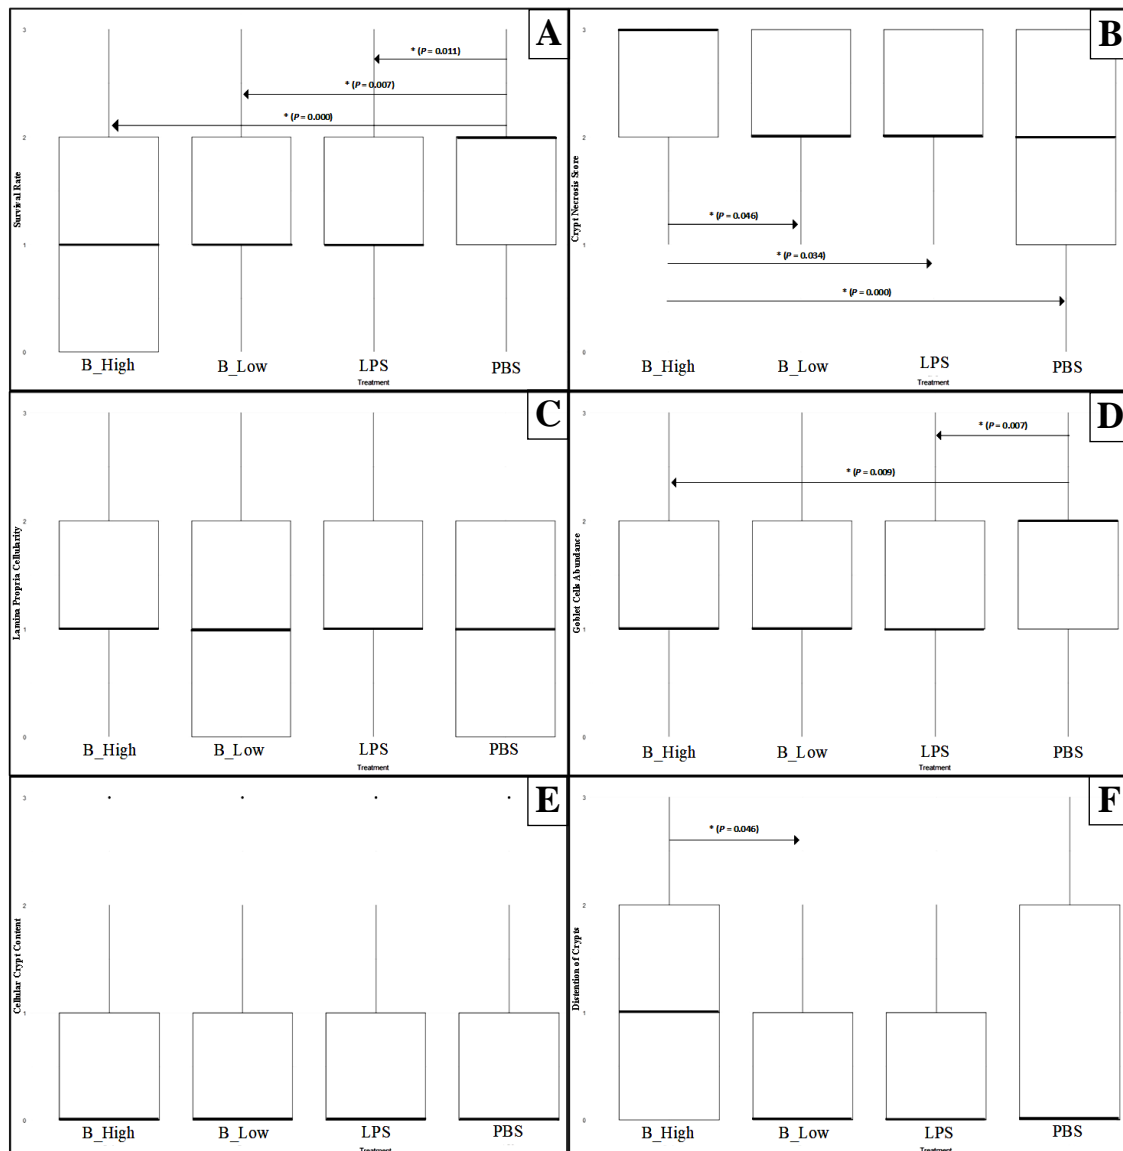 A
3
2
1
0
Survival Rate
* (P = 0.011)
* (P = 0.007)
* (P = 0.000)
B_High B_Low LPS PBS
Treatment
B
3
2
1
0
Crypt Necrosis Score
* (P = 0.046)
* (P = 0.034)
* (P = 0.000)
B_High B_Low LPS PBS
Treatment
C
3
2
1
0
Lamina Propria Cellularity
B_High B_Low LPS PBS
Treatment
D
3
2
1
0
Goblet Cells Abundance
* (P = 0.007)
* (P = 0.009)
B_High B_Low LPS PBS
Treatment
E
3
2
1
0
Cellular Crypt Content
B_High B_Low LPS PBS
Treatment
F
3
2
1
0
Distention of Crypts
* (P = 0.046)
B_High B_Low LPS PBS
Treatment